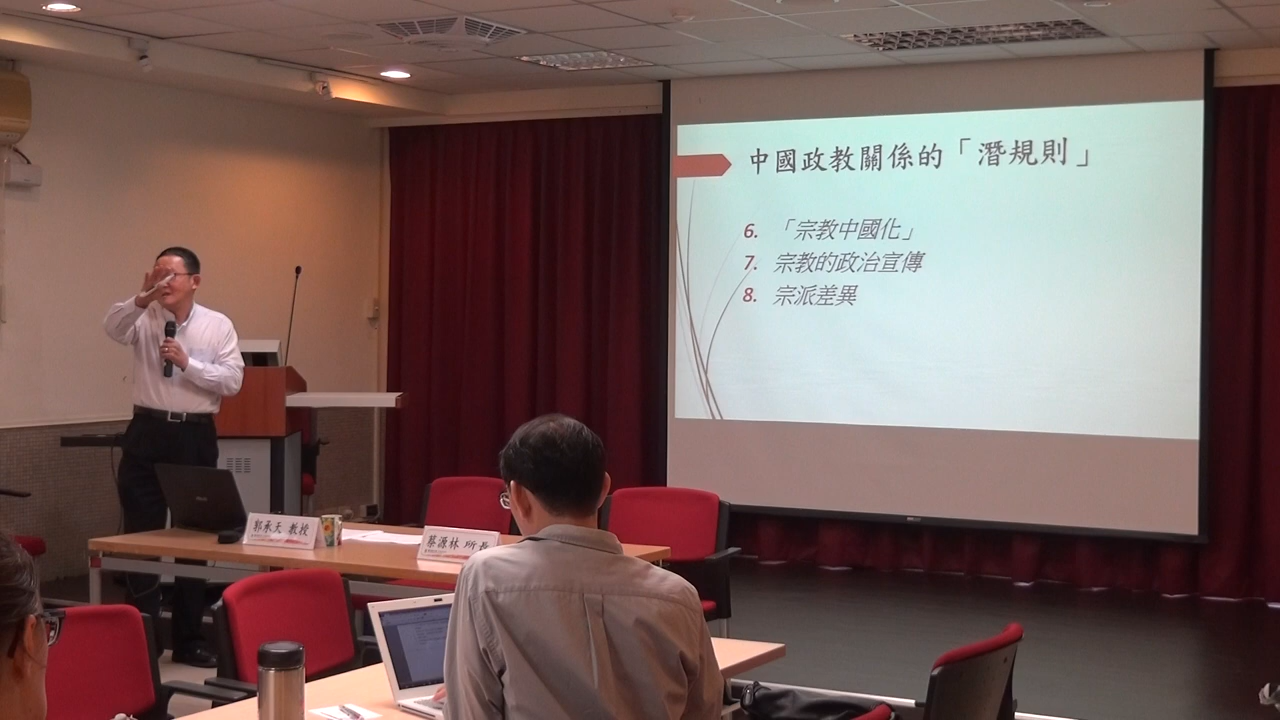 中國政教關係的「潛規則」
6. 「宗教中國化」
7. 宗教的政治宣傳
8. 宗派差異
郭承天 教授
蔡源林 所長